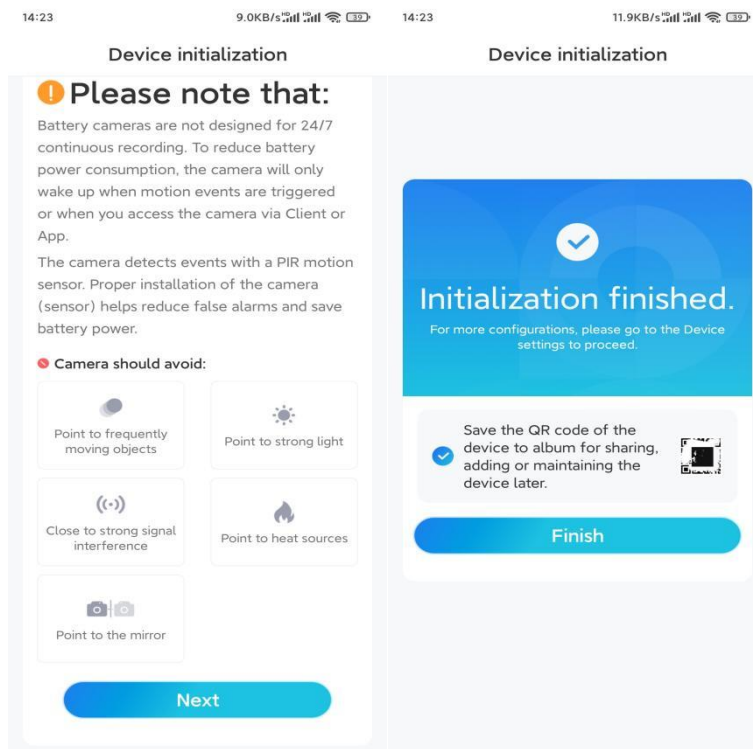 14:23
9.0KB/s
39
Device initialization
Please note that:
Battery cameras are not designed for 24/7
continuous recording. To reduce battery
power consumption, the camera will only
wake up when motion events are triggered
or when you access the camera via Client or
App.
The camera detects events with a PIR motion
sensor. Proper installation of the camera
(sensor) helps reduce false alarms and save
battery power.
Camera should avoid:
Point to frequently
moving objects
Point to strong light
Close to strong signal
interference
Point to heat sources
Point to the mirror
Next
14:23
11.9KB/s
39
Device initialization
Initialization finished.
For more configurations, please go to the Device
settings to proceed.
Save the QR code of the
device to album for sharing,
adding or maintaining the
device later.
Finish